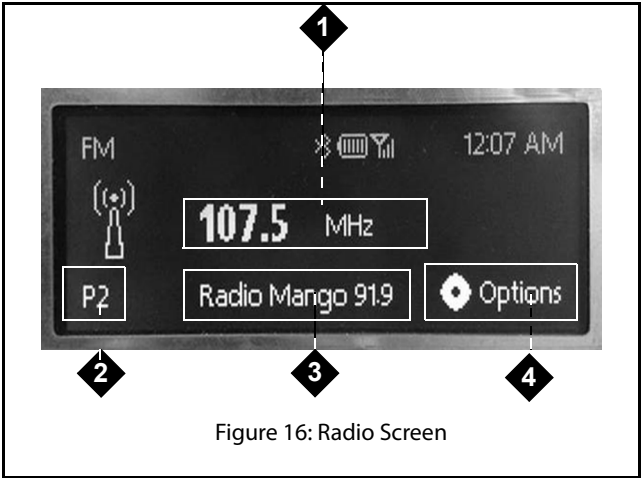 1
FM 12:07 AM
107.5 MHz
P2 Radio Mango 91.9 Options
2 3 4
Figure 16: Radio Screen